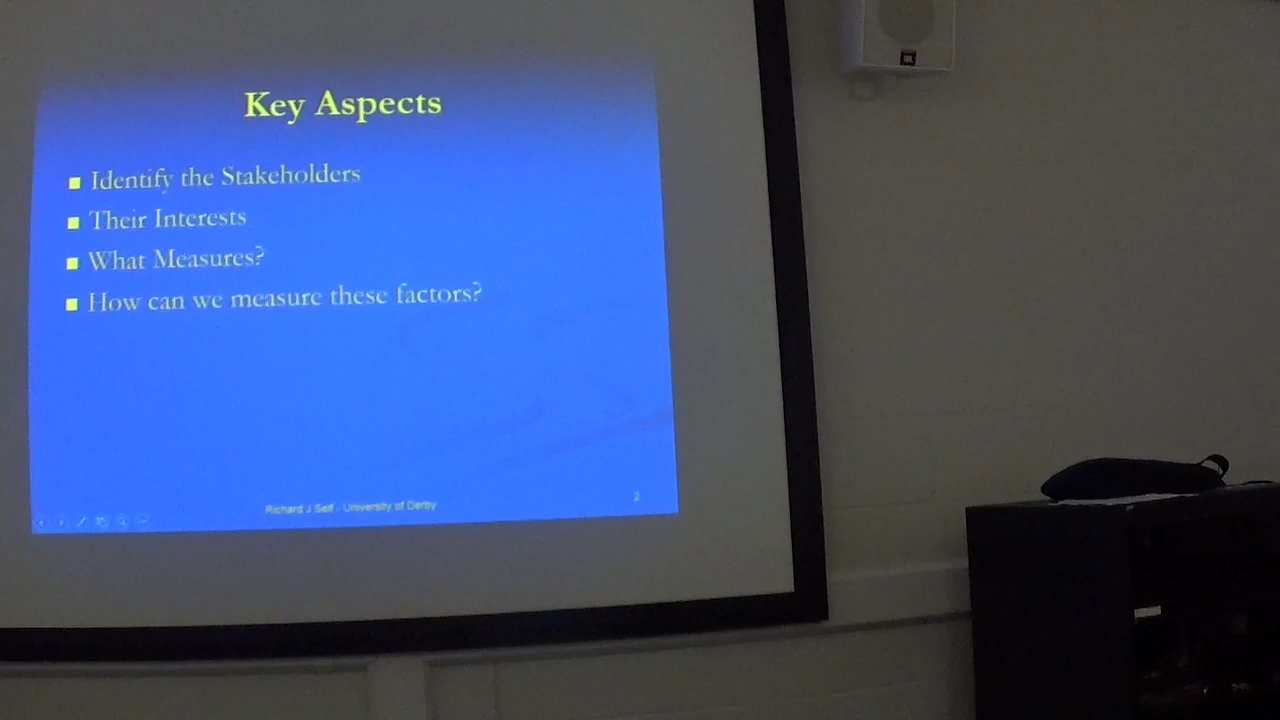 Key Aspects
Identify the Stakeholders
Their Interests
What Measures?
How can we measure these factors?
Richard J Self - University of Derby
2
JBL